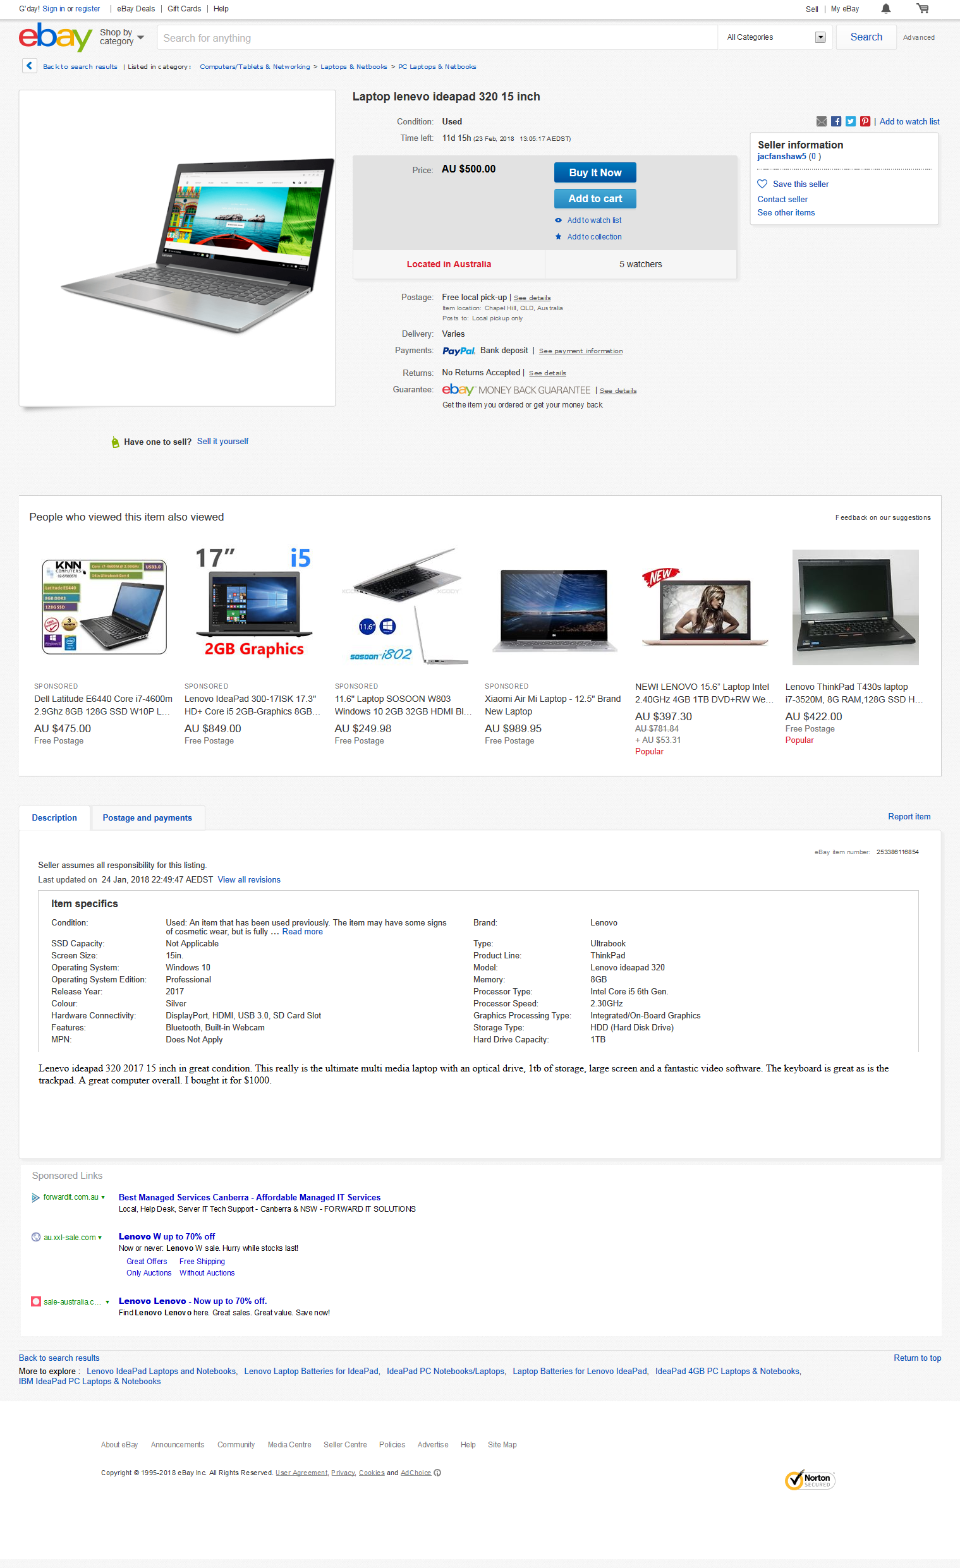 G'day! Sign in or register | eBay Deals | Gift Cards | Help
Sell | My eBay
ebay
Shop by category
Search for anything
All Categories
Search
Advanced
Back to search results | Listed in category: Computers/Tablets & Networking > Laptops & Netbooks > PC Laptops & Netbooks
Laptop lenevo ideapad 320 15 inch
Condition: Used
Time left: 11d 15h (23 Feb, 2018 13:05:17 AEDST)
| Add to watch list
Price: AU $500.00
Buy It Now
Add to cart
Add to watch list
Add to collection
Located in Australia
5 watchers
Seller information
jacfanshaw5 (0 )
Save this seller
Contact seller
See other items
Postage: Free local pick-up | See details
Item location: Chapel Hill, QLD, Australia
Posts to: Local pickup only
Delivery: Varies
Payments: PayPal Bank deposit | See payment information
Returns: No Returns Accepted | See details
Guarantee: ebay MONEY BACK GUARANTEE | See details
Get the item you ordered or get your money back.
Have one to sell? Sell it yourself
People who viewed this item also viewed
Feedback on our suggestions
KNN
COMPUTERS
17" i5
2GB Graphics
11.6"
sosoon i802
NEW
SPONSORED
Dell Latitude E6440 Core i7-4600m
2.9Ghz 8GB 128G SSD W10P L...
AU $475.00
Free Postage
SPONSORED
Lenovo IdeaPad 300-17ISK 17.3"
HD+ Core i5 2GB-Graphics 8GB...
AU $849.00
Free Postage
SPONSORED
11.6" Laptop SOSOON W803
Windows 10 2GB 32GB HDMI Bl...
AU $249.98
Free Postage
SPONSORED
Xiaomi Air Mi Laptop - 12.5" Brand
New Laptop
AU $989.95
Free Postage
NEW! LENOVO 15.6" Laptop Intel
2.40GHz 4GB 1TB DVD+RW We...
AU $397.30
AU $781.84
+ AU $53.31
Popular
Lenovo ThinkPad T430s laptop
i7-3520M, 8G RAM,128G SSD H...
AU $422.00
Free Postage
Popular
Description
Postage and payments
Report item
eBay item number: 253386116854
Seller assumes all responsibility for this listing.
Last updated on 24 Jan, 2018 22:49:47 AEDST View all revisions
Item specifics
Condition: Used: An item that has been used previously. The item may have some signs
of cosmetic wear, but is fully ... Read more
Brand: Lenovo
SSD Capacity: Not Applicable
Type: Ultrabook
Screen Size: 15in.
Product Line: ThinkPad
Operating System: Windows 10
Model: Lenovo ideapad 320
Operating System Edition: Professional
Memory: 8GB
Release Year: 2017
Processor Type: Intel Core i5 6th Gen.
Colour: Silver
Processor Speed: 2.30GHz
Hardware Connectivity: DisplayPort, HDMI, USB 3.0, SD Card Slot
Graphics Processing Type: Integrated/On-Board Graphics
Features: Bluetooth, Built-in Webcam
Storage Type: HDD (Hard Disk Drive)
MPN: Does Not Apply
Hard Drive Capacity: 1TB
Lenevo ideapad 320 2017 15 inch in great condition. This really is the ultimate multi media laptop with an optical drive, 1tb of storage, large screen and a fantastic video software. The keyboard is great as is the
trackpad. A great computer overall. I bought it for $1000.
Sponsored Links
forwardit.com.au
Best Managed Services Canberra - Affordable Managed IT Services
Local, Help Desk, Server IT Tech Support - Canberra & NSW - FORWARD IT SOLUTIONS
au.xxl-sale.com
Lenovo W up to 70% off
Now or never: Lenovo W sale. Hurry while stocks last!
Great Offers Free Shipping
Only Auctions Without Auctions
sale-australia.c...
Lenovo Lenovo - Now up to 70% off.
Find Lenovo Lenovo here. Great sales. Great value. Save now!
Back to search results
Return to top
More to explore : Lenovo IdeaPad Laptops and Notebooks, Lenovo Laptop Batteries for IdeaPad, IdeaPad PC Notebooks/Laptops, Laptop Batteries for Lenovo IdeaPad, IdeaPad 4GB PC Laptops & Notebooks,
IBM IdeaPad PC Laptops & Notebooks
About eBay Announcements Community Media Centre Seller Centre Policies Advertise Help Site Map
Copyright © 1995-2018 eBay Inc. All Rights Reserved. User Agreement, Privacy, Cookies and AdChoice
Norton
SECURED